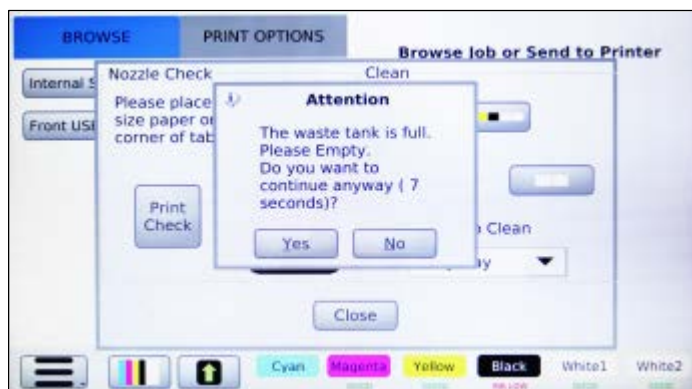 BROWSE
PRINT OPTIONS
Browse Job or Send to Printer
Internal S
Front USB
Nozzle Check
Clean
Please place
size paper or
corner of tab
Attention
The waste tank is full.
Please Empty.
Do you want to
continue anyway ( 7
seconds)?
Print
Check
Yes
No
Clean
ay
Close
Cyan
Magenta
Yellow
Black
White1
White2